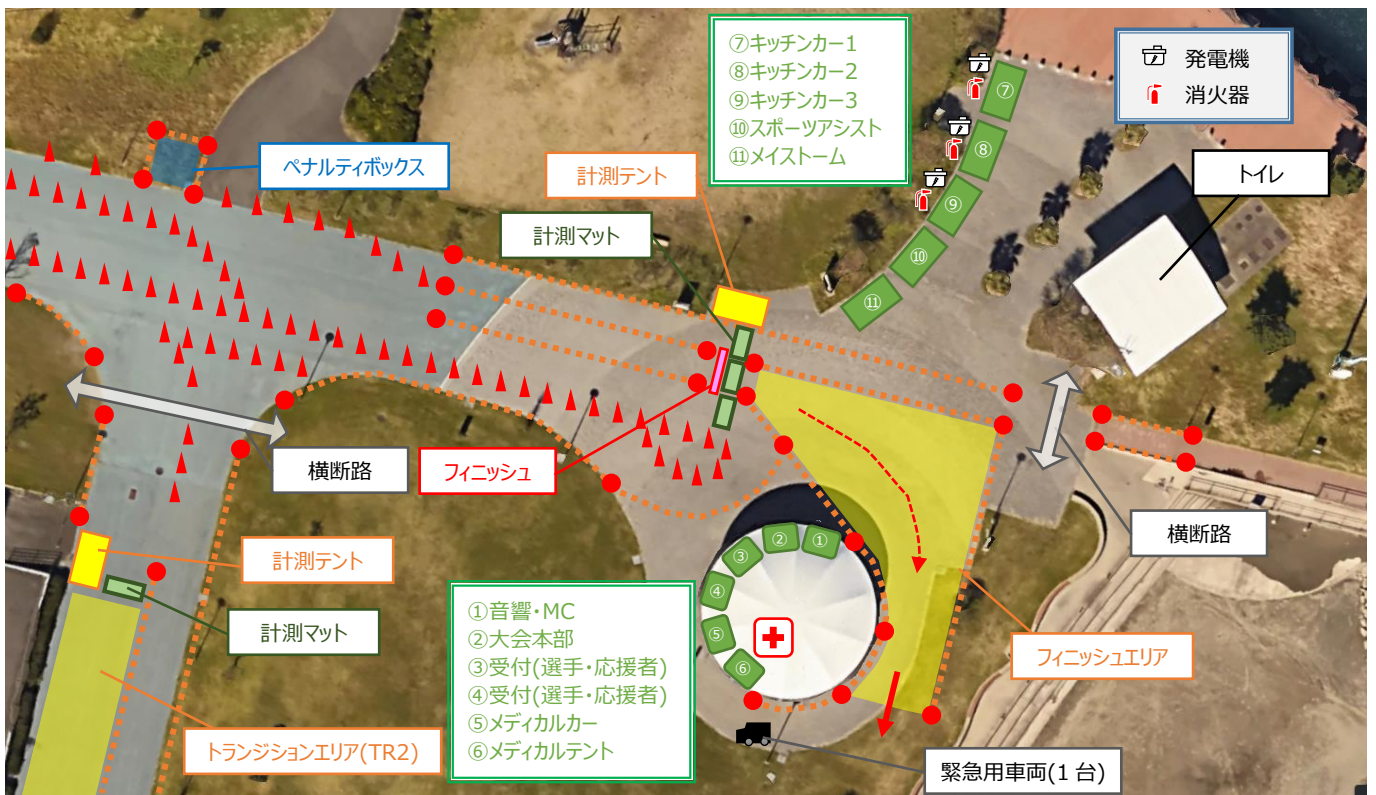 ⑦キッチンカー1
⑧キッチンカー2
⑨キッチンカー3
⑩スポーツアシスト
⑪メイストーム
発電機
消火器
ペナルティボックス
計測テント
計測マット
トイレ
⑦
⑧
⑨
⑩
⑪
横断路
フィニッシュ
横断路
計測テント
計測マット
トランジションエリア(TR2)
①音響・MC
②大会本部
③受付(選手・応援者)
④受付(選手・応援者)
⑤メディカルカー
⑥メディカルテント
①
②
③
④
⑤
⑥
フィニッシュエリア
緊急用車両(1台)